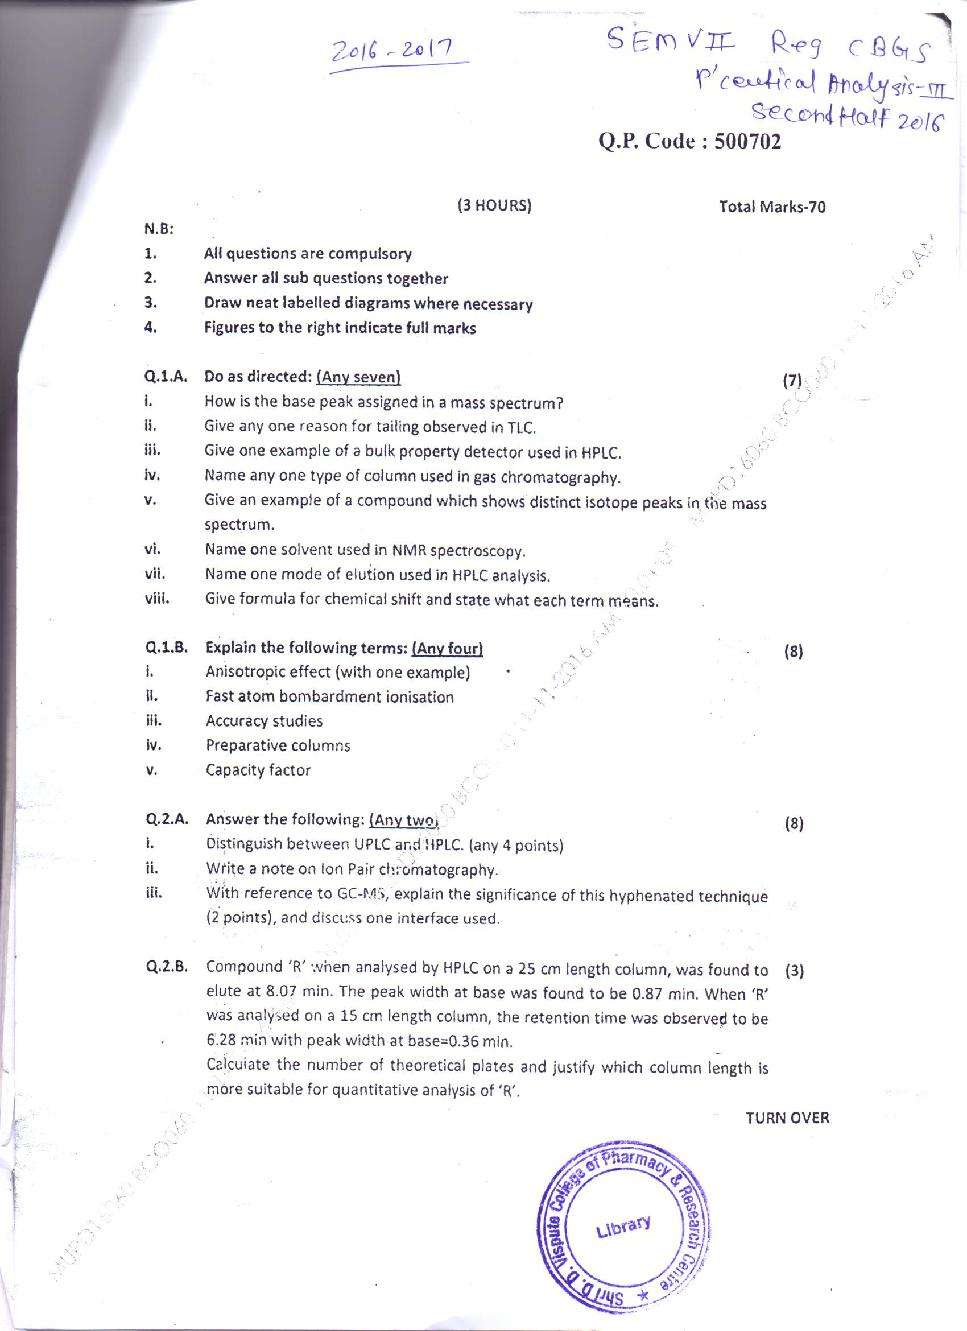 2016-2017
SEM VII Reg CBGS
P'ceutical Analysis-III
Second Half 2016
Q.P. Code : 500702
(3 HOURS) Total Marks-70
N.B:
1. All questions are compulsory
2. Answer all sub questions together
3. Draw neat labelled diagrams where necessary
4. Figures to the right indicate full marks
Q.1.A. Do as directed: (Any seven) (7)
i. How is the base peak assigned in a mass spectrum?
ii. Give any one reason for tailing observed in TLC.
iii. Give one example of a bulk property detector used in HPLC.
iv. Name any one type of column used in gas chromatography.
v. Give an example of a compound which shows distinct isotope peaks in the mass
spectrum.
vi. Name one solvent used in NMR spectroscopy.
vii. Name one mode of elution used in HPLC analysis.
viii. Give formula for chemical shift and state what each term means.
Q.1.B. Explain the following terms: (Any four) (8)
i. Anisotropic effect (with one example)
ii. Fast atom bombardment ionisation
iii. Accuracy studies
iv. Preparative columns
v. Capacity factor
Q.2.A. Answer the following: (Any two) (8)
i. Distinguish between UPLC and HPLC. (any 4 points)
ii. Write a note on Ion Pair chromatography.
iii. With reference to GC-MS, explain the significance of this hyphenated technique
(2 points), and discuss one interface used.
Q.2.B. Compound 'R' when analysed by HPLC on a 25 cm length column, was found to (3)
elute at 8.07 min. The peak width at base was found to be 0.87 min. When 'R'
was analysed on a 15 cm length column, the retention time was observed to be
6.28 min with peak width at base=0.36 min.
Calculate the number of theoretical plates and justify which column length is
more suitable for quantitative analysis of 'R'.
TURN OVER
Shri D. D. Vispute College of Pharmacy & Research Centre
Library